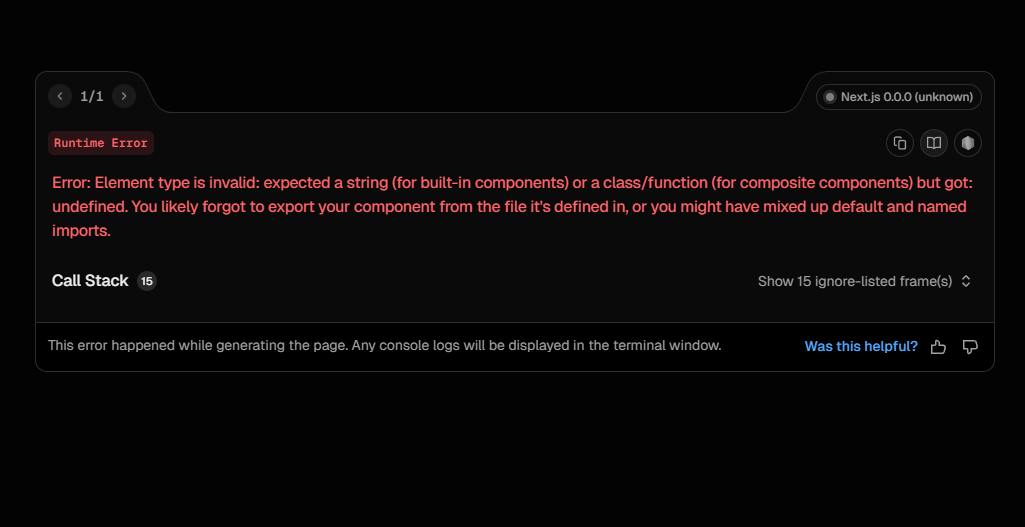 1/1
Next.js 0.0.0 (unknown)
Runtime Error
Error: Element type is invalid: expected a string (for built-in components) or a class/function (for composite components) but got:
undefined. You likely forgot to export your component from the file it's defined in, or you might have mixed up default and named
imports.
Call Stack 15
Show 15 ignore-listed frame(s)
This error happened while generating the page. Any console logs will be displayed in the terminal window.
Was this helpful?